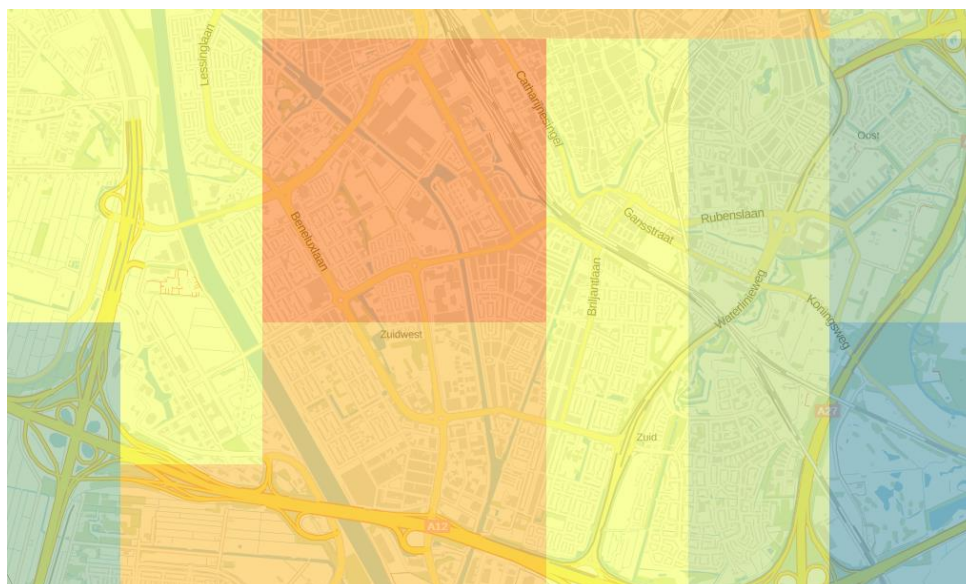 Lessinglaan
Catharijnesingel
Oost
Beneluxlaan
Gansstraat
Rubenslaan
Briljantlaan
Waterlinieweg
Koningsweg
Zuidwest
A27
Zuid
A12